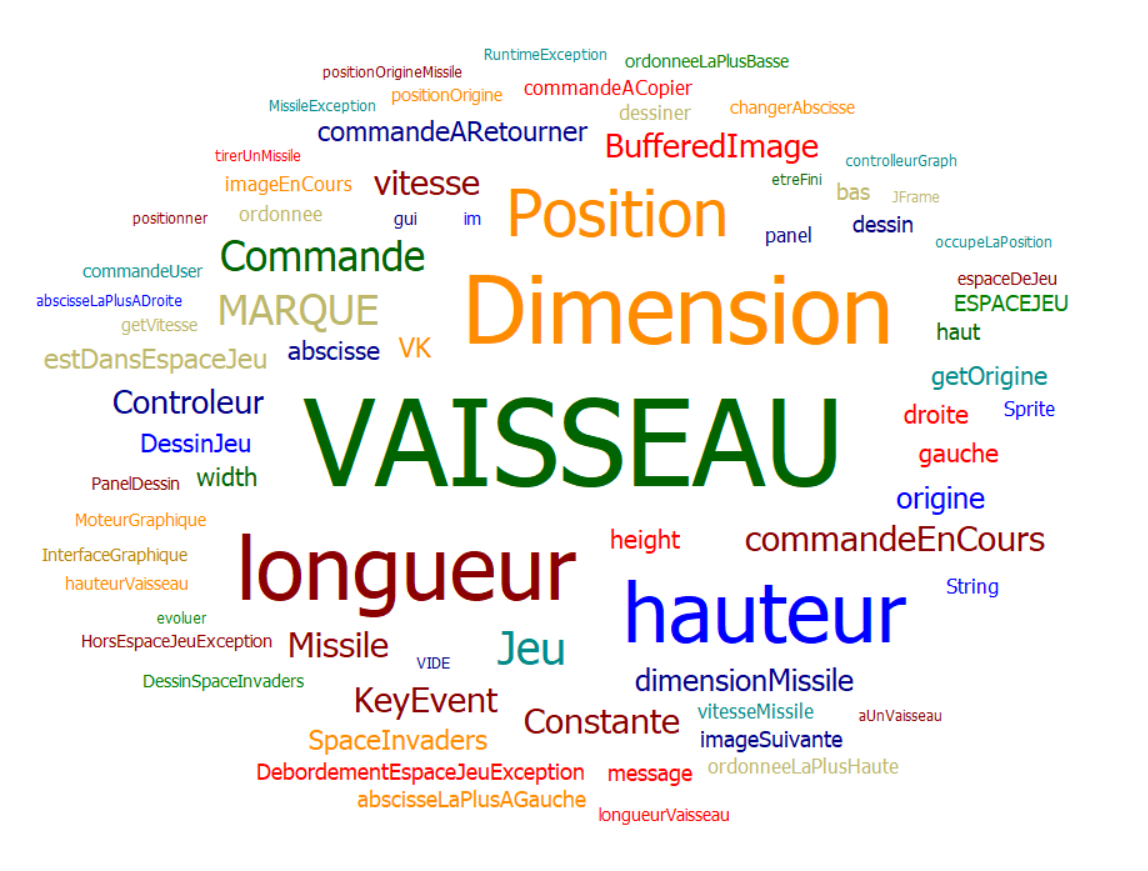 RuntimeException
ordonneeLaPlusBasse
positionOrigineMissile
commandeACopier
positionOrigine
MissileException
changerAbscisse
dessiner
commandeARetourner
BufferedImage
tirerUnMissile
controlleurGraph
imageEnCours
vitesse
etreFini
bas
JFrame
positionner
ordonnee
gui
im
Position
panel
dessin
occupeLaPosition
Commande
commandeUser
espaceDeJeu
abscisseLaPlusADroite
MARQUE
Dimension
ESPACEJEU
getVitesse
haut
estDansEspaceJeu
abscisse
VK
getOrigine
Controleur
droite
Sprite
DessinJeu
VAISSEAU
gauche
PanelDessin
width
origine
MoteurGraphique
height
commandeEnCours
InterfaceGraphique
longueur
hauteurVaisseau
hauteur
String
evoluer
HorsEspaceJeuException
Missile
Jeu
VIDE
DessinSpaceInvaders
dimensionMissile
KeyEvent
Constante
vitesseMissile
aUnVaisseau
SpaceInvaders
imageSuivante
DebordementEspaceJeuException
message
ordonneeLaPlusHaute
abscisseLaPlusAGauche
longueurVaisseau